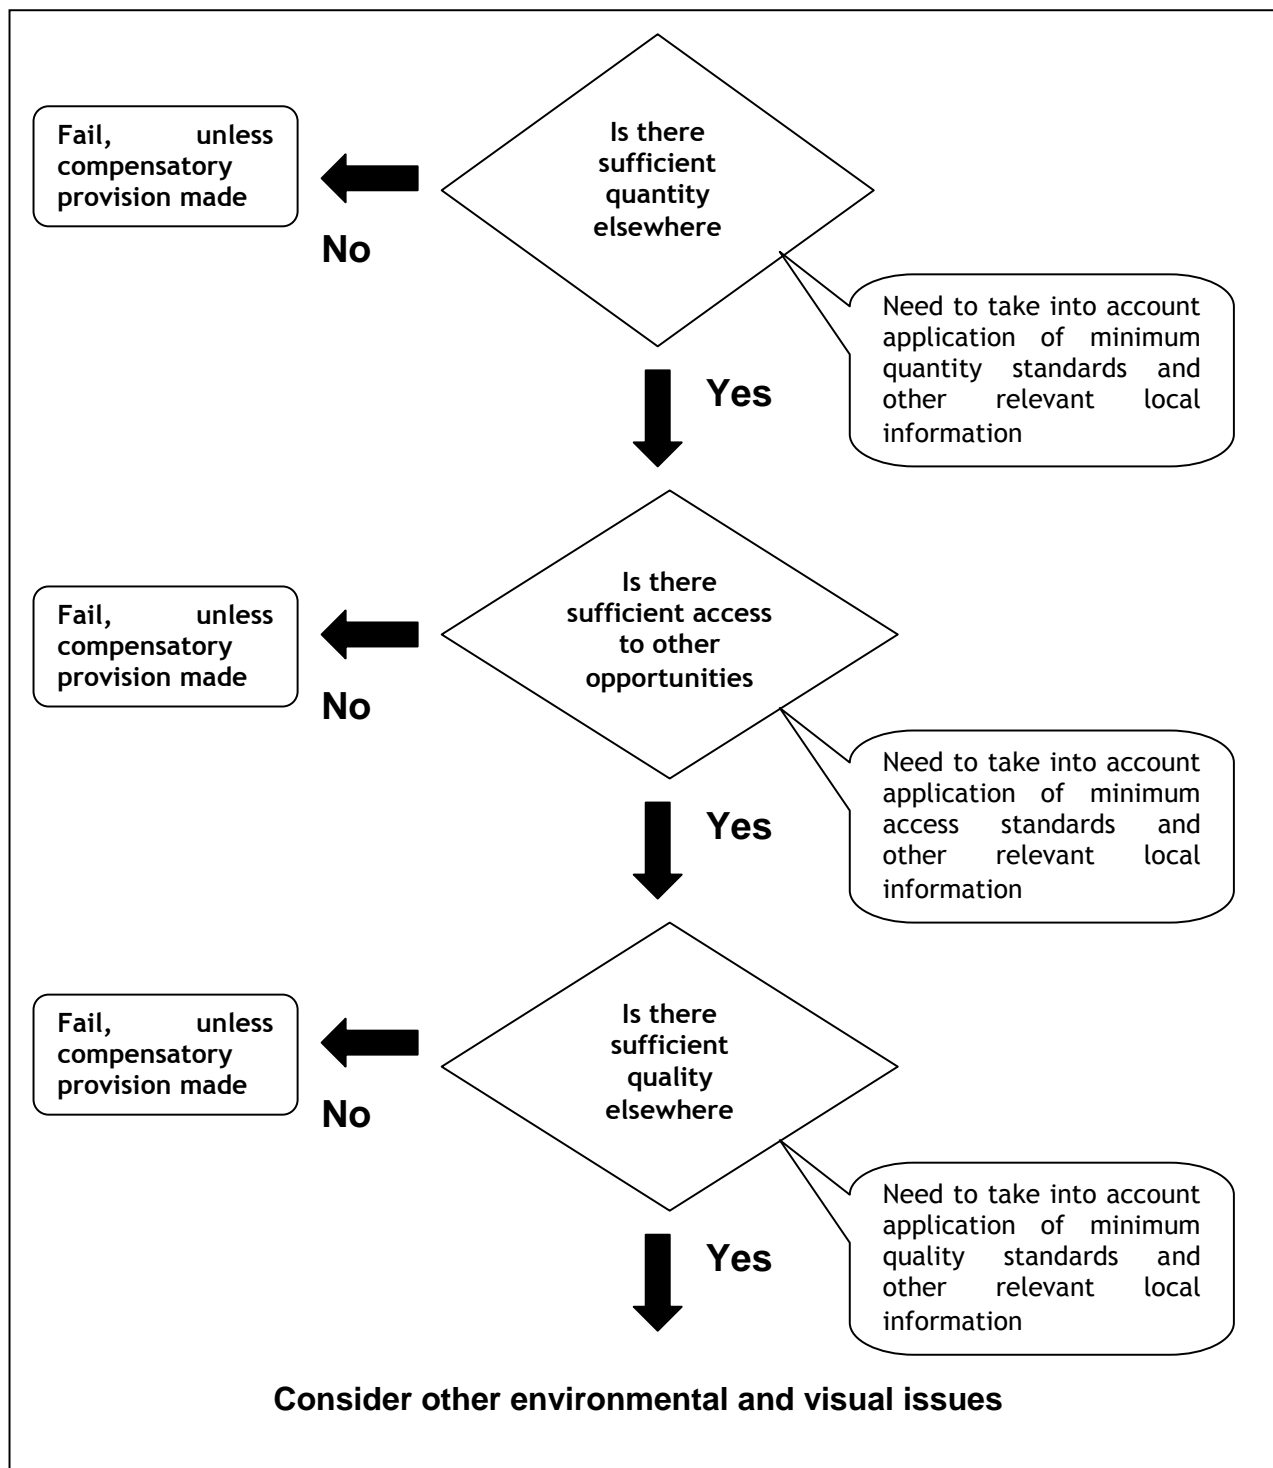 Is there
sufficient
quantity
elsewhere
Fail, unless
compensatory
provision made
No
Need to take into account
application of minimum
quantity standards and
other relevant local
information
Yes
Is there
sufficient access
to other
opportunities
Fail, unless
compensatory
provision made
No
Need to take into account
application of minimum
access standards and
other relevant local
information
Yes
Is there
sufficient
quality
elsewhere
Fail, unless
compensatory
provision made
No
Need to take into account
application of minimum
quality standards and
other relevant local
information
Yes
Consider other environmental and visual issues